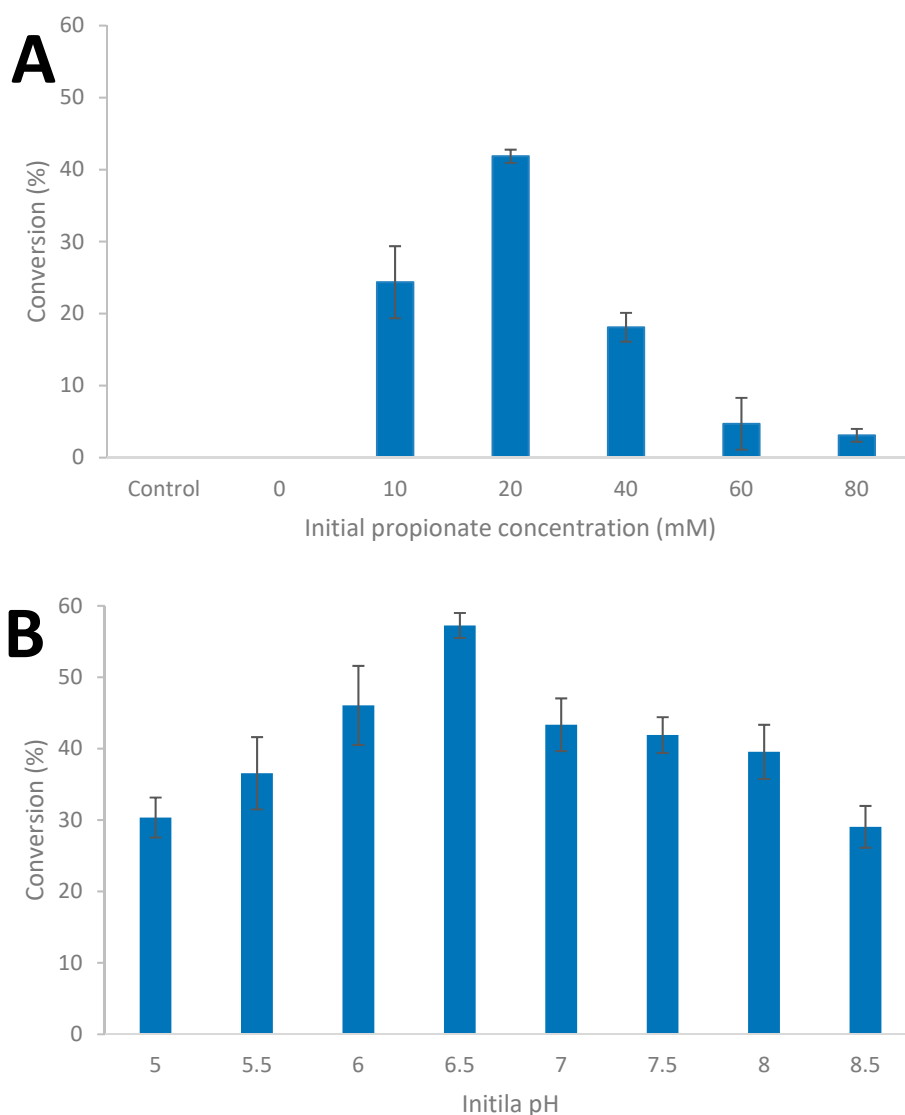 A
60
50
40
30
20
10
0
Conversion (%)
Control 0 10 20 40 60 80
Initial propionate concentration (mM)
B
60
50
40
30
20
10
0
Conversion (%)
5 5.5 6 6.5 7 7.5 8 8.5
Initila pH